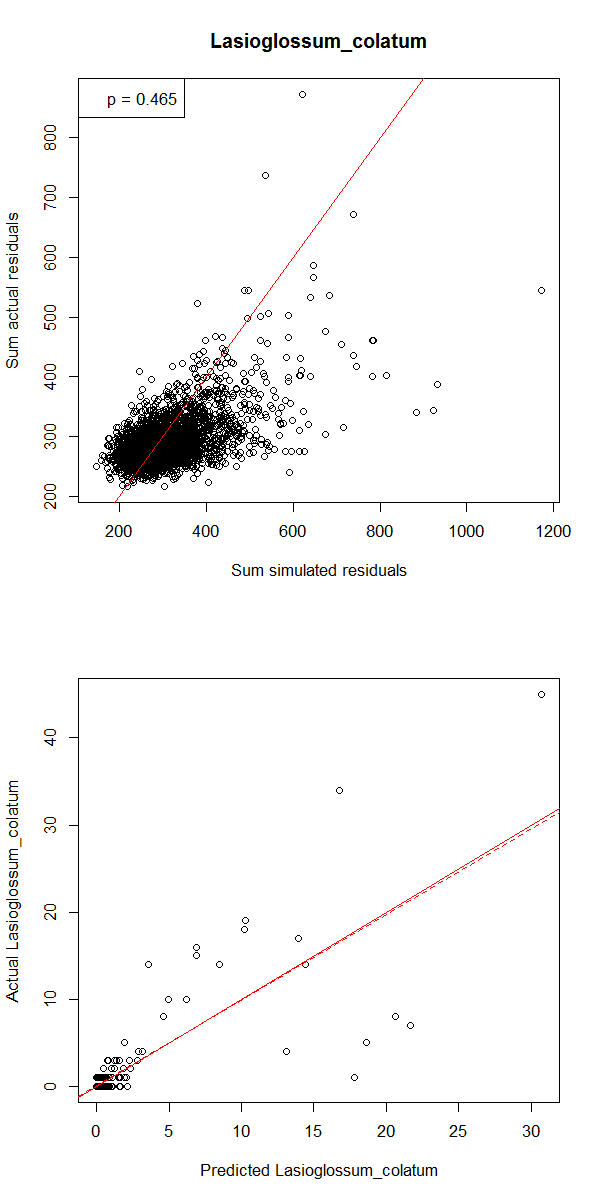 Lasioglossum_colatum
p = 0.465
Sum actual residuals
800
700
600
500
400
300
200
200 400 600 800 1000 1200
Sum simulated residuals
Actual Lasioglossum_colatum
40
30
20
10
0
0 5 10 15 20 25 30
Predicted Lasioglossum_colatum